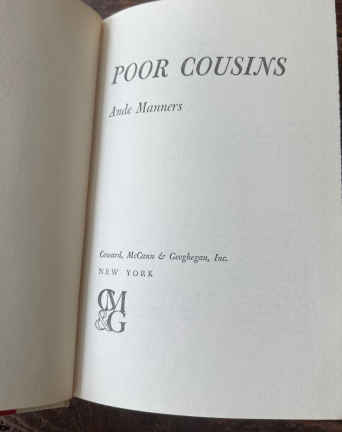 POOR COUSINS
Ande Manners
Coward, McCann & Geoghegan, Inc.
NEW YORK
CM
&G